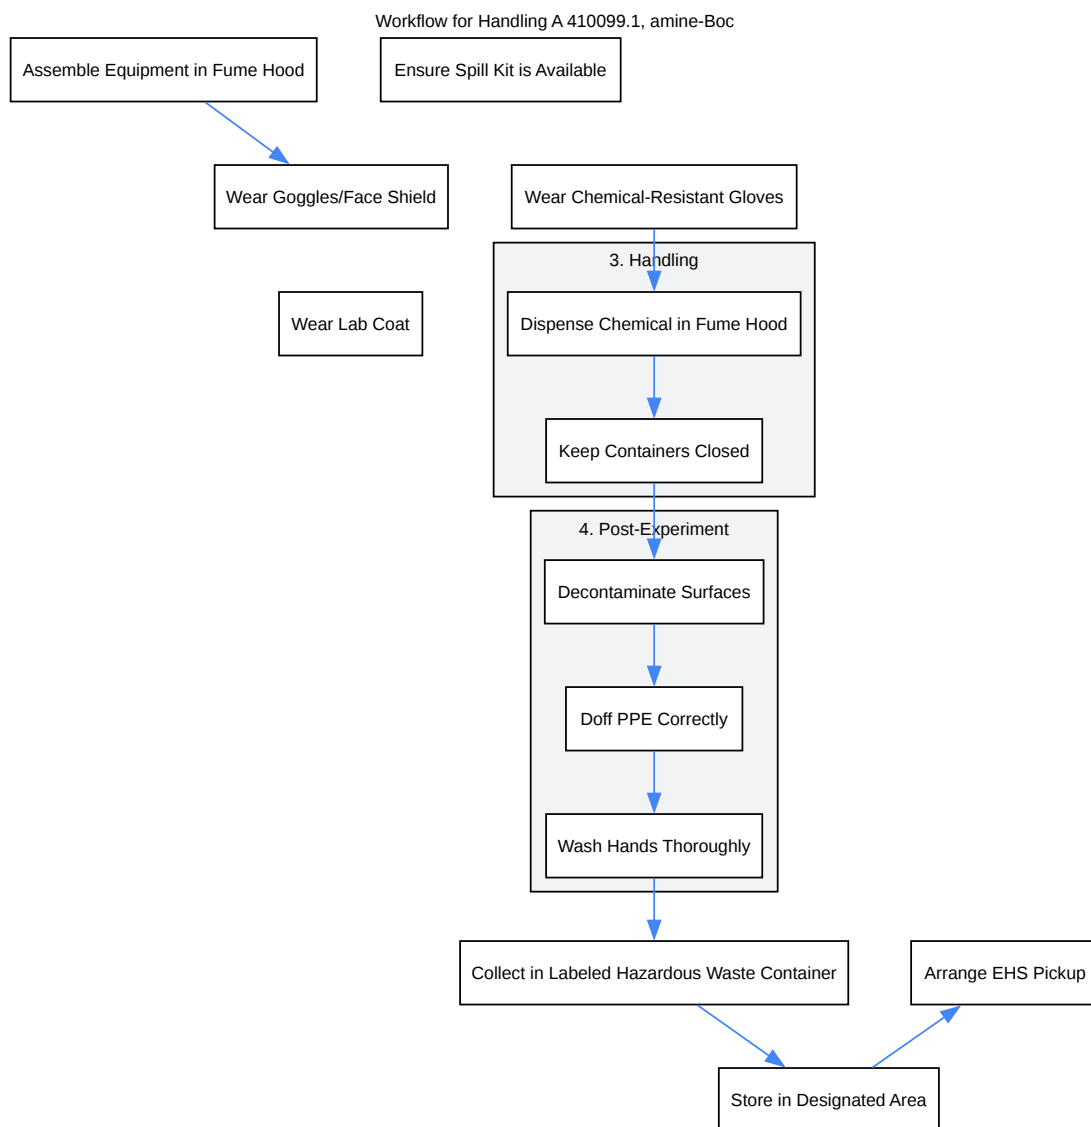 Workflow for Handling A 410099.1, amine-Boc
Assemble Equipment in Fume Hood
Ensure Spill Kit is Available
Wear Goggles/Face Shield
Wear Chemical-Resistant Gloves
3. Handling
Wear Lab Coat
Dispense Chemical in Fume Hood
Keep Containers Closed
4. Post-Experiment
Decontaminate Surfaces
Doff PPE Correctly
Wash Hands Thoroughly
Collect in Labeled Hazardous Waste Container
Arrange EHS Pickup
Store in Designated Area